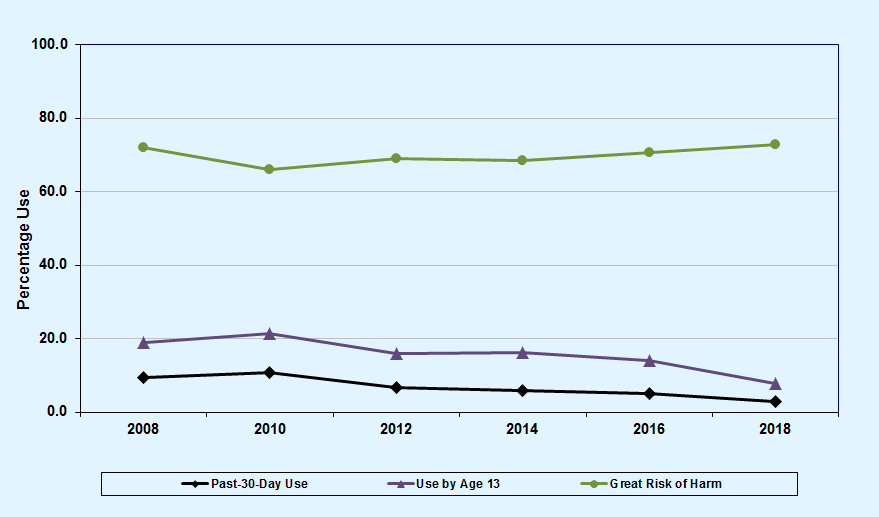 100.0
80.0
60.0
40.0
20.0
0.0
Percentage Use
2008 2010 2012 2014 2016 2018
Past-30-Day Use Use by Age 13 Great Risk of Harm